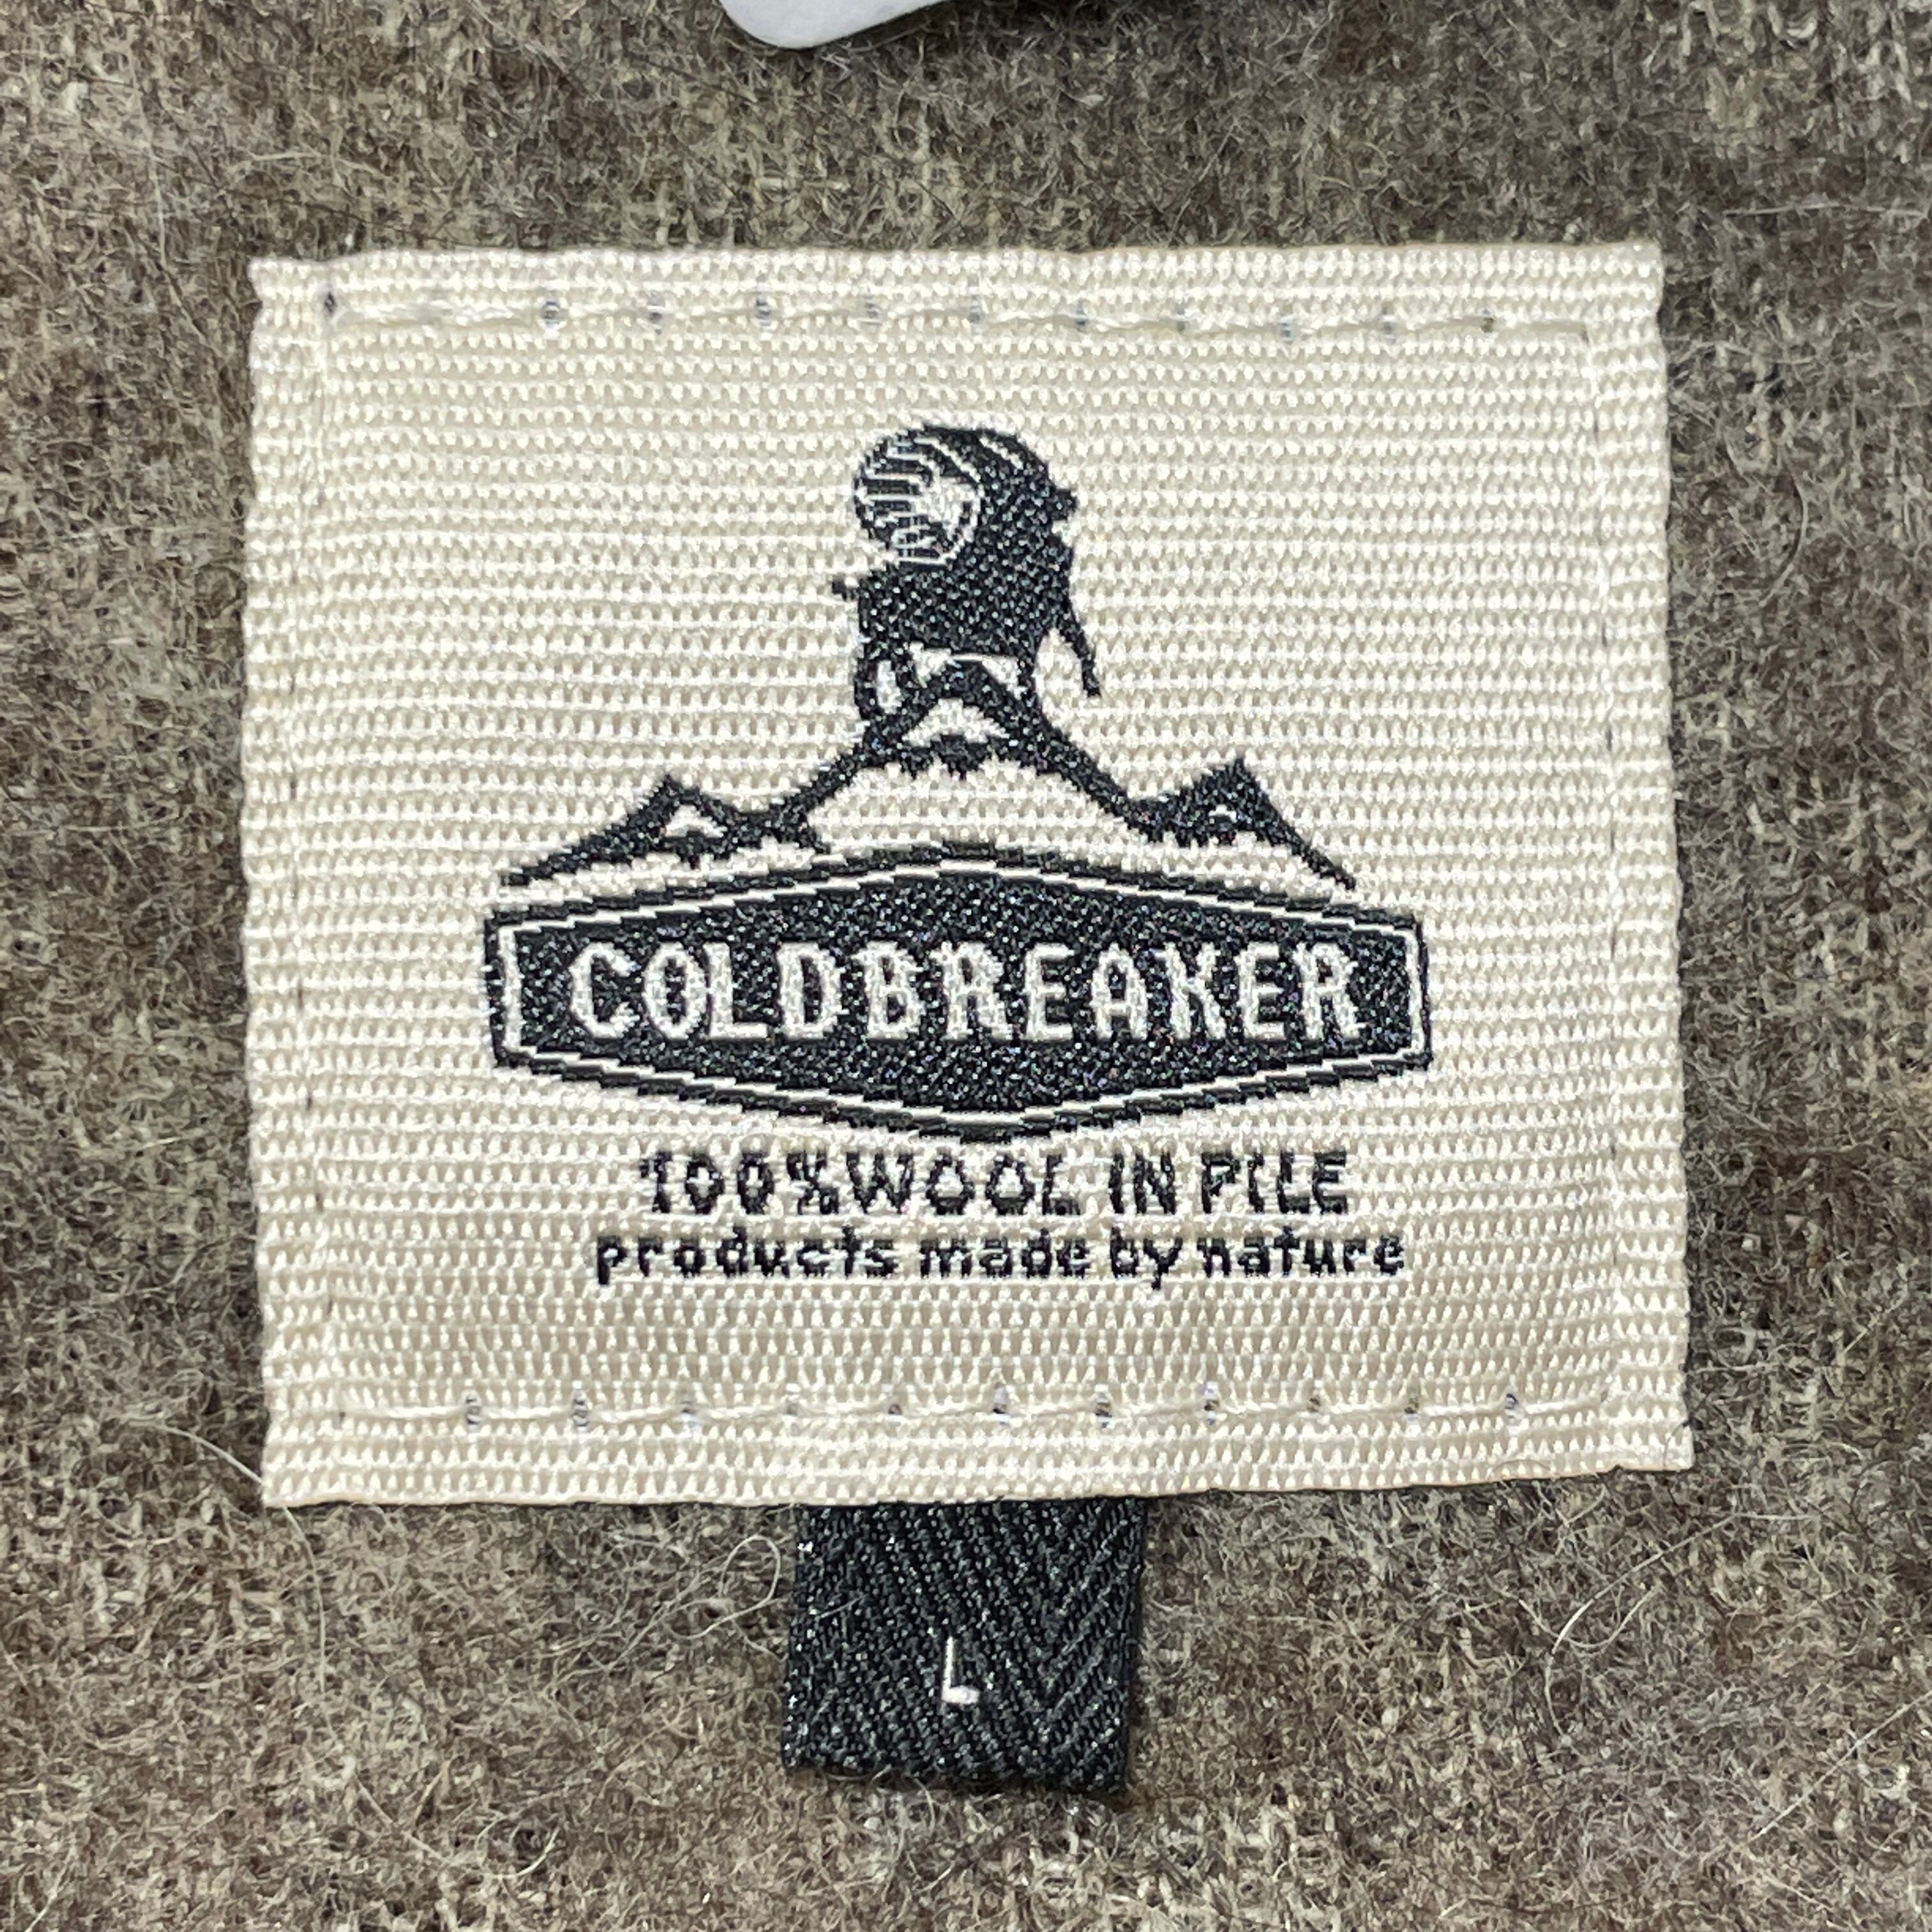 COLDBREAKER
100%WOOL IN PILE
products made by nature
L